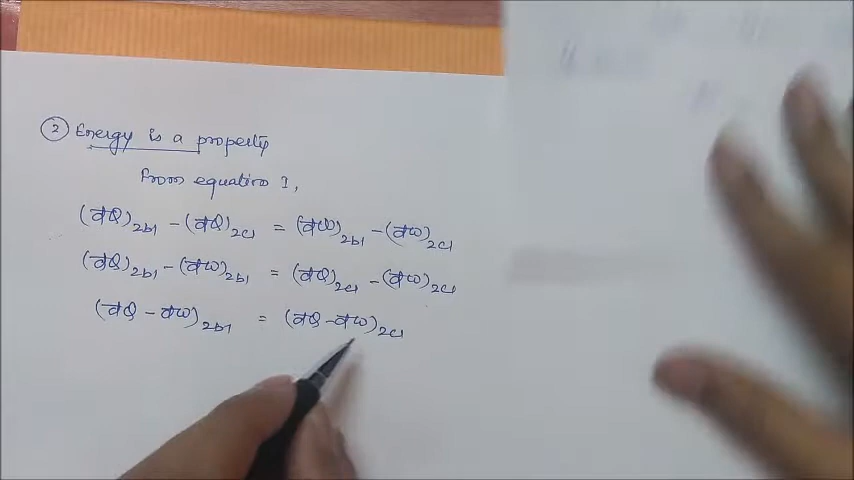 ② Energy is a property
From equation 1,
(đQ)₂b₁ - (đQ)₂c₁ = (đW)₂b₁ - (đW)₂c₁
(đQ)₂b₁ - (đW)₂b₁ = (đQ)₂c₁ - (đW)₂c₁
(đQ - đW)₂b₁ = (đQ - đW)₂c₁